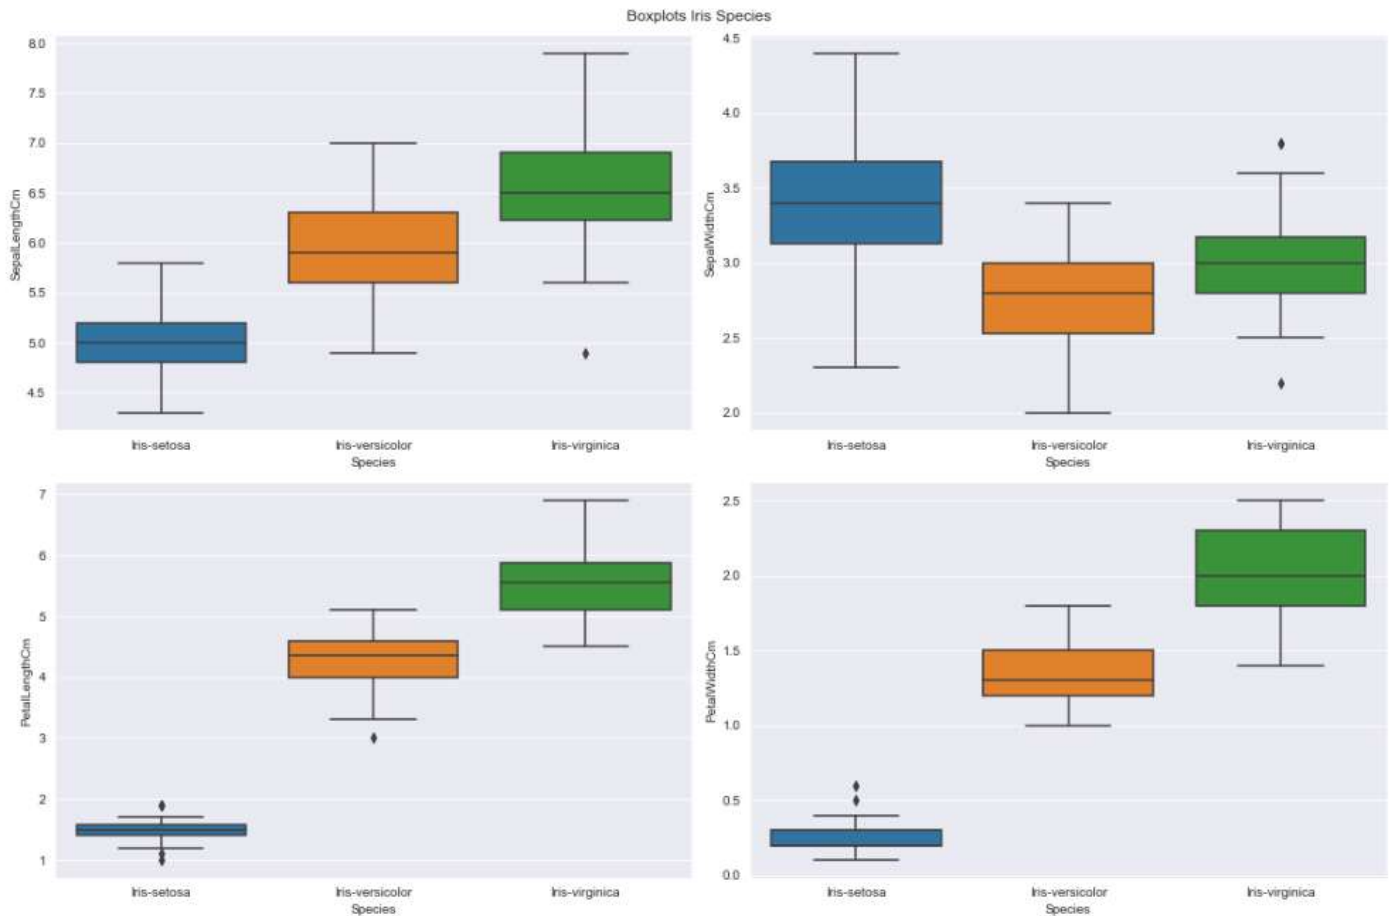 Boxplots Iris Species
8.0
7.5
7.0
6.5
6.0
5.5
5.0
4.5
SepalLengthCm
Iris-setosa
Iris-versicolor
Iris-virginica
Species
4.5
4.0
3.5
3.0
2.5
2.0
SepalWidthCm
Iris-setosa
Iris-versicolor
Iris-virginica
Species
7
6
5
4
3
2
1
PetalLengthCm
Iris-setosa
Iris-versicolor
Iris-virginica
Species
2.5
2.0
1.5
1.0
0.5
0.0
PetalWidthCm
Iris-setosa
Iris-versicolor
Iris-virginica
Species